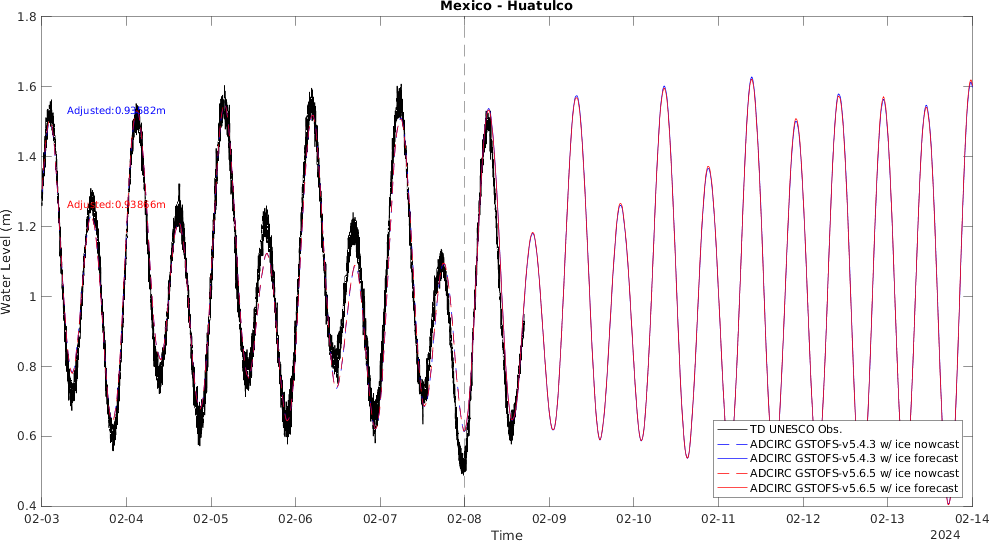 Mexico - Huatulco
Water Level (m)
1.8
1.6
1.4
1.2
1
0.8
0.6
0.4
Adjusted:0.93682m
Adjusted:0.93866m
TD UNESCO Obs.
ADCIRC GSTOFS-v5.4.3 w/ ice nowcast
ADCIRC GSTOFS-v5.4.3 w/ ice forecast
ADCIRC GSTOFS-v5.6.5 w/ ice nowcast
ADCIRC GSTOFS-v5.6.5 w/ ice forecast
02-03 02-04 02-05 02-06 02-07 02-08 02-09 02-10 02-11 02-12 02-13 02-14
Time
2024